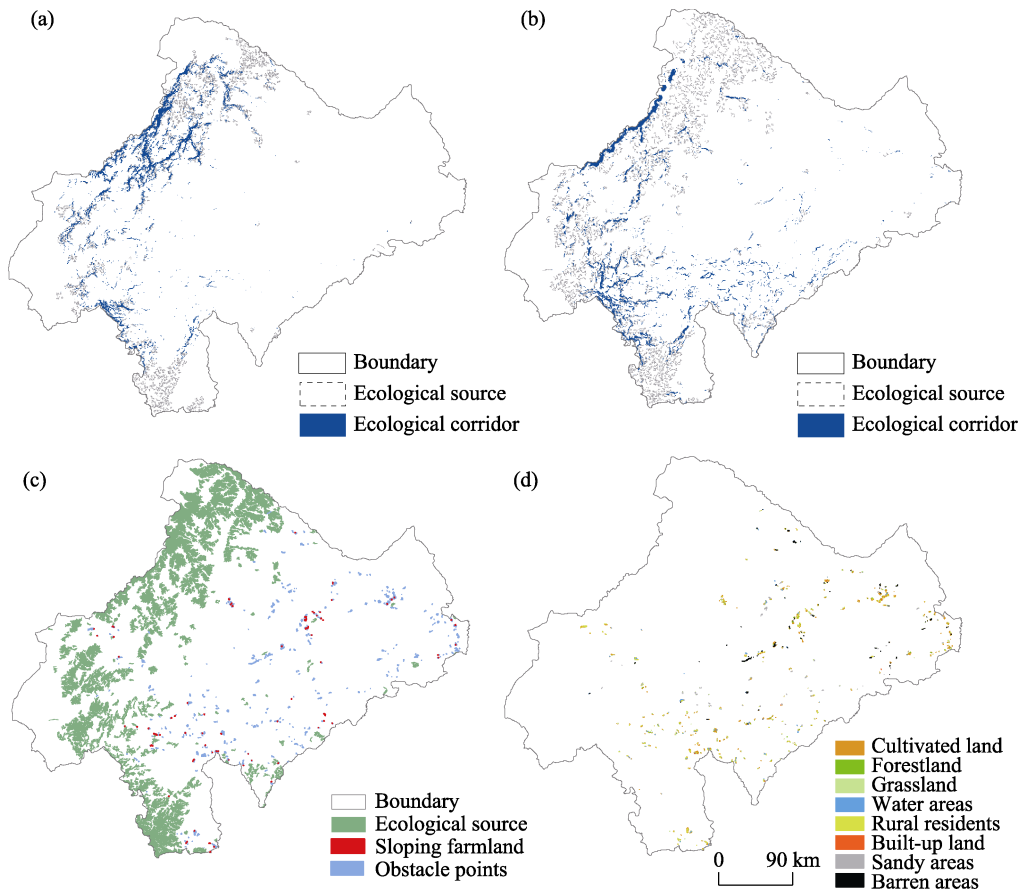 (a)
Boundary
Ecological source
Ecological corridor
(b)
Boundary
Ecological source
Ecological corridor
(c)
Boundary
Ecological source
Sloping farmland
Obstacle points
(d)
Cultivated land
Forestland
Grassland
Water areas
Rural residents
Built-up land
Sandy areas
Barren areas
0 90 km